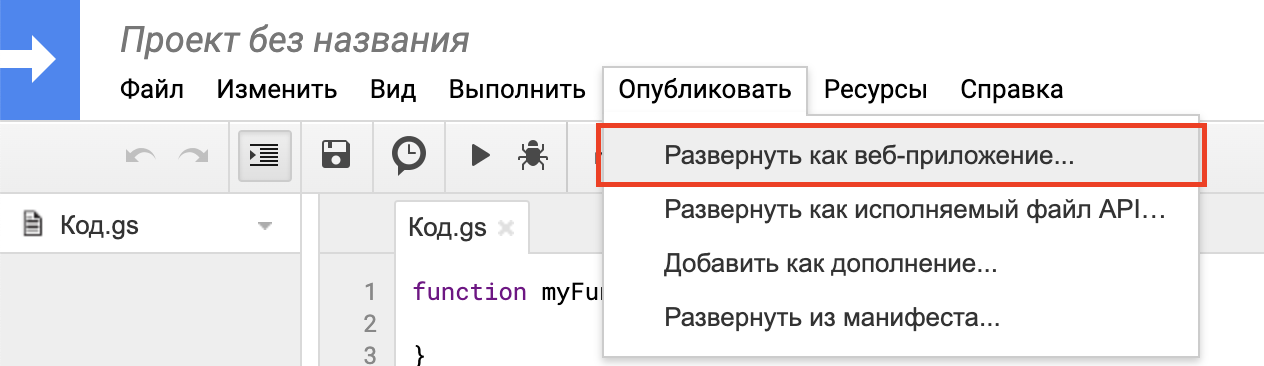 Проект без названия
Файл Изменить Вид Выполнить Опубликовать Ресурсы Справка
Развернуть как веб-приложение...
Развернуть как исполняемый файл API...
Добавить как дополнение...
Развернуть из манифеста...
Код.gs
Код.gs
1 function
2
3 }